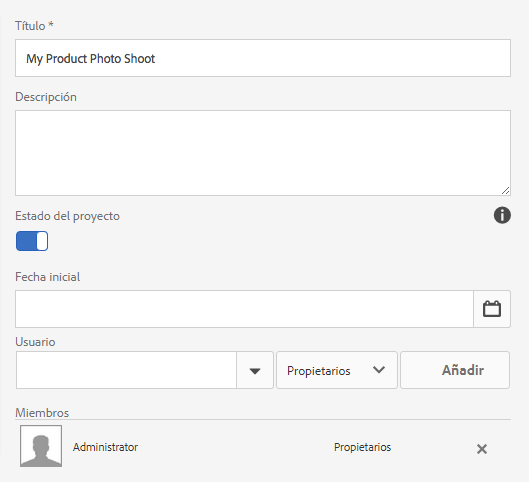 Título *
My Product Photo Shoot
Descripción
Estado del proyecto
Fecha inicial
Usuario
Propietarios Añadir
Miembros
Administrator Propietarios